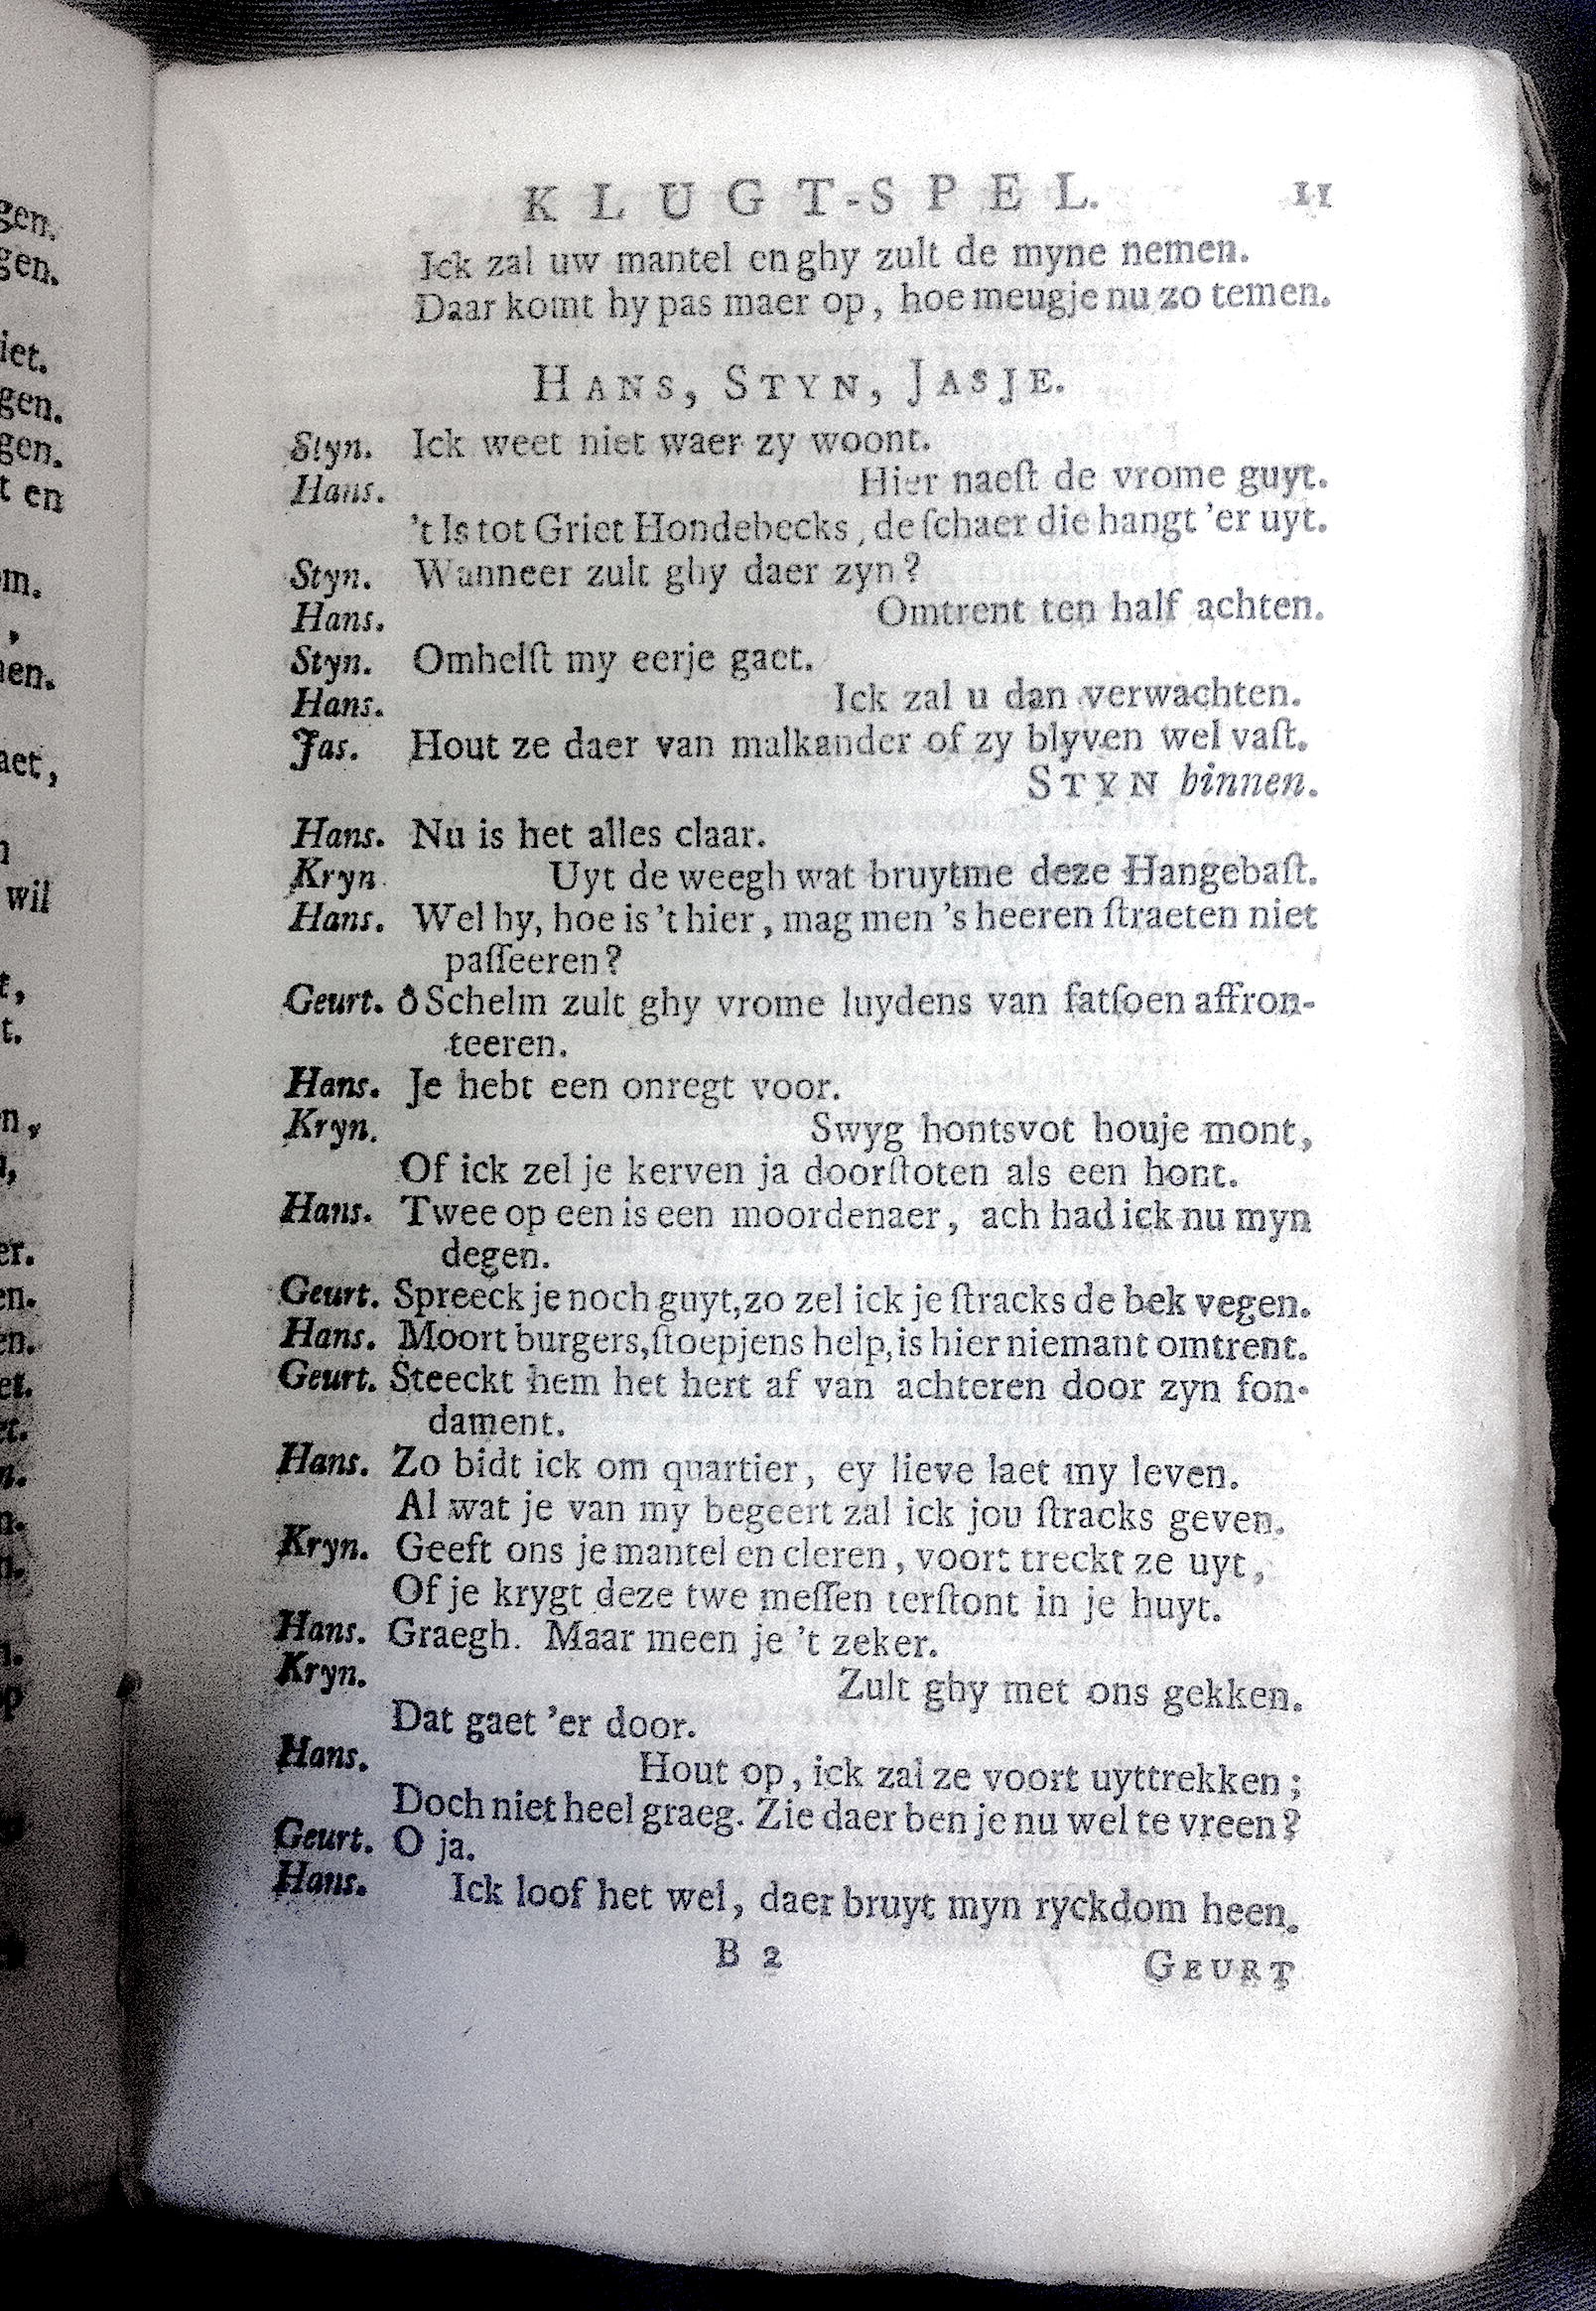 KLUGT-SPEL. 11
Ick zal uw mantel en ghy zult de myne nemen.
Daar komt hy pas maer op, hoe meugje nu zo temen.
HANS, STYN, JASJE.
Styn. Ick weet niet waer zy woont.
Hans. Hier naeſt de vrome guyt.
't Is tot Griet Hondebecks, de ſchaer die hangt 'er uyt.
Styn. Wanneer zult ghy daer zyn?
Hans. Omtrent ten half achten.
Styn. Omhelſt my eerje gaet.
Hans. Ick zal u dan verwachten.
Jas. Hout ze daer van malkander of zy blyven wel vaſt.
STYN binnen.
Hans. Nu is het alles claar.
Kryn. Uyt de weegh wat bruytme deze Hangebaſt.
Hans. Wel hy, hoe is 't hier, mag men 's heeren ſtraeten niet
paſſeeren?
Geurt. ô Schelm zult ghy vrome luydens van fatſoen affron-
teeren.
Hans. Je hebt een onregt voor.
Kryn. Swyg hontsvot houje mont,
Of ick zel je kerven ja doorſtoten als een hont.
Hans. Twee op een is een moordenaer, ach had ick nu myn
degen.
Geurt. Spreeck je noch guyt, zo zel ick je ſtracks de bek vegen.
Hans. Moort burgers, ſtoepjens help, is hier niemant omtrent.
Geurt. Steeckt hem het hert af van achteren door zyn fon-
dament.
Hans. Zo bidt ick om quartier, ey lieve laet my leven.
Al wat je van my begeert zal ick jou ſtracks geven.
Kryn. Geeft ons je mantel en cleren, voort treckt ze uyt,
Of je krygt deze twe meſſen terſtont in je huyt.
Hans. Graegh. Maar meen je 't zeker.
Kryn. Zult ghy met ons gekken.
Dat gaet 'er door.
Hans. Hout op, ick zal ze voort uyttrekken;
Doch niet heel graeg. Zie daer ben je nu wel te vreen?
Geurt. O ja.
Hans. Ick loof het wel, daer bruyt myn ryckdom heen.
B 2 GEURT